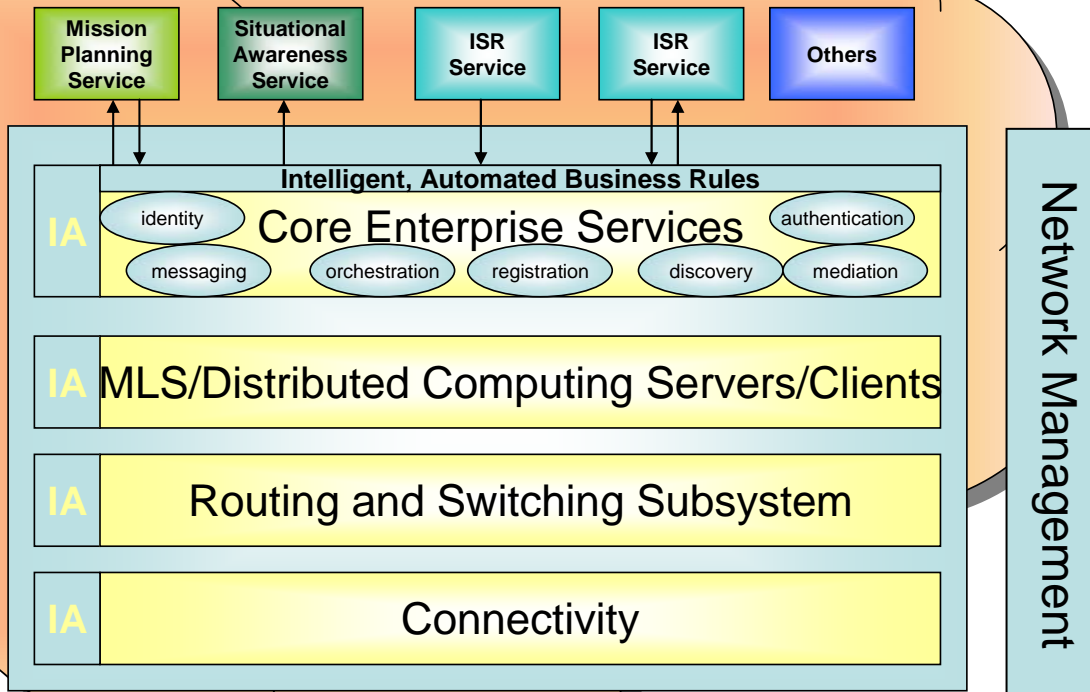 Mission
Planning
Service
Situational
Awareness
Service
ISR
Service
ISR
Service
Others
Intelligent, Automated Business Rules
IA
Core Enterprise Services
identity
authentication
messaging
orchestration
registration
discovery
mediation
IA
MLS/Distributed Computing Servers/Clients
IA
Routing and Switching Subsystem
IA
Connectivity
Network Management